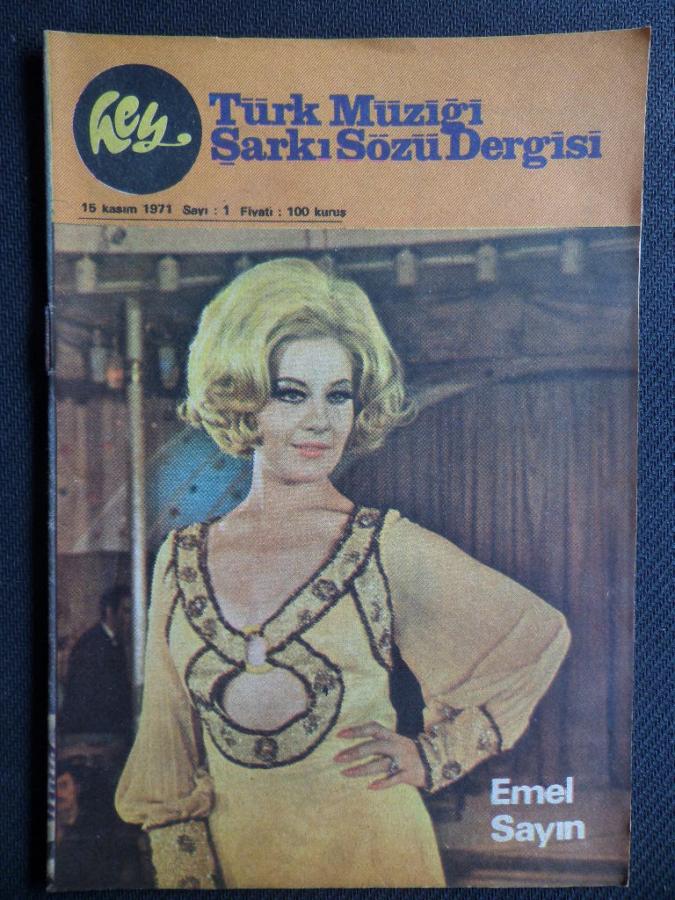 hey
Türk Müziği
Şarkı Sözü Dergisi
15 kasım 1971 Sayı : 1 Fiyatı : 100 kuruş
Emel
Sayın